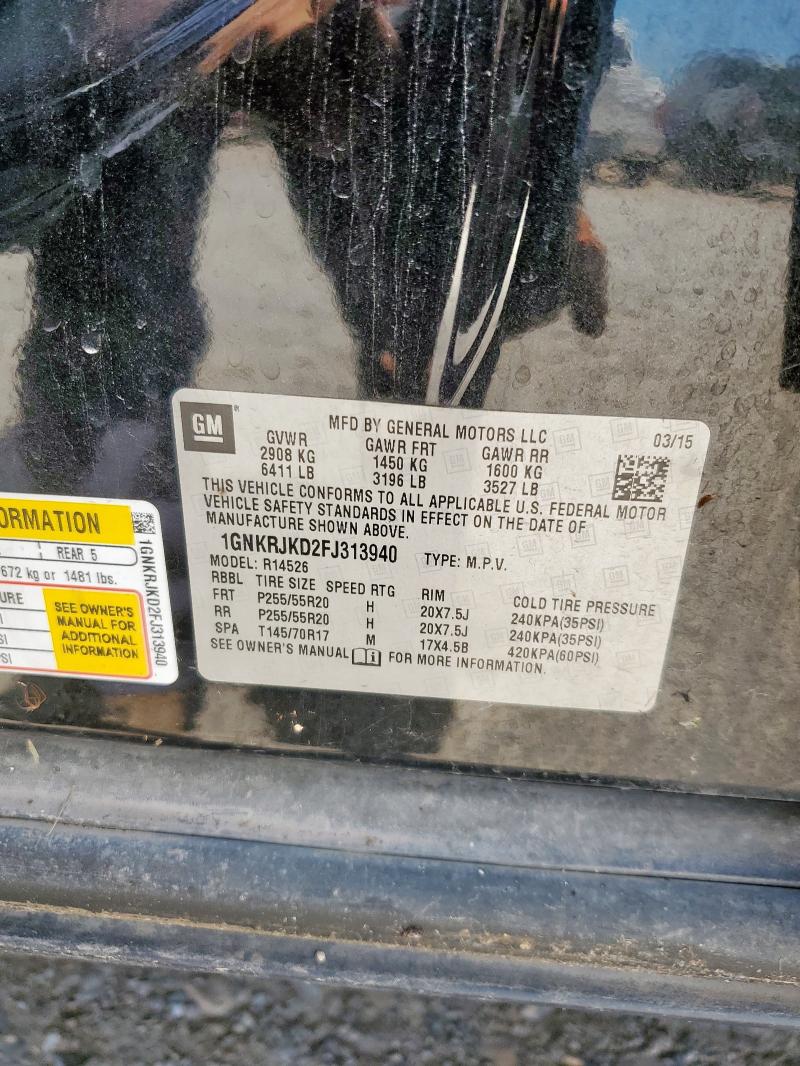 GM
MFD BY GENERAL MOTORS LLC
03/15
GVWR GAWR FRT GAWR RR
2908 KG 1450 KG 1600 KG
6411 LB 3196 LB 3527 LB
THIS VEHICLE CONFORMS TO ALL APPLICABLE U.S. FEDERAL MOTOR
VEHICLE SAFETY STANDARDS IN EFFECT ON THE DATE OF
MANUFACTURE SHOWN ABOVE.
1GNKRJKD2FJ313940 TYPE: M.P.V.
MODEL: R14526
RBBL TIRE SIZE SPEED RTG RIM COLD TIRE PRESSURE
FRT P255/55R20 H 20X7.5J 240KPA(35PSI)
RR P255/55R20 H 20X7.5J 240KPA(35PSI)
SPA T145/70R17 M 17X4.5B 420KPA(60PSI)
SEE OWNER'S MANUAL FOR MORE INFORMATION.
ORMATION
REAR 5
672 kg or 1481 lbs.
URE
SI
PSI
SEE OWNER'S
MANUAL FOR
ADDITIONAL
INFORMATION
1GNKRJKD2FJ313940